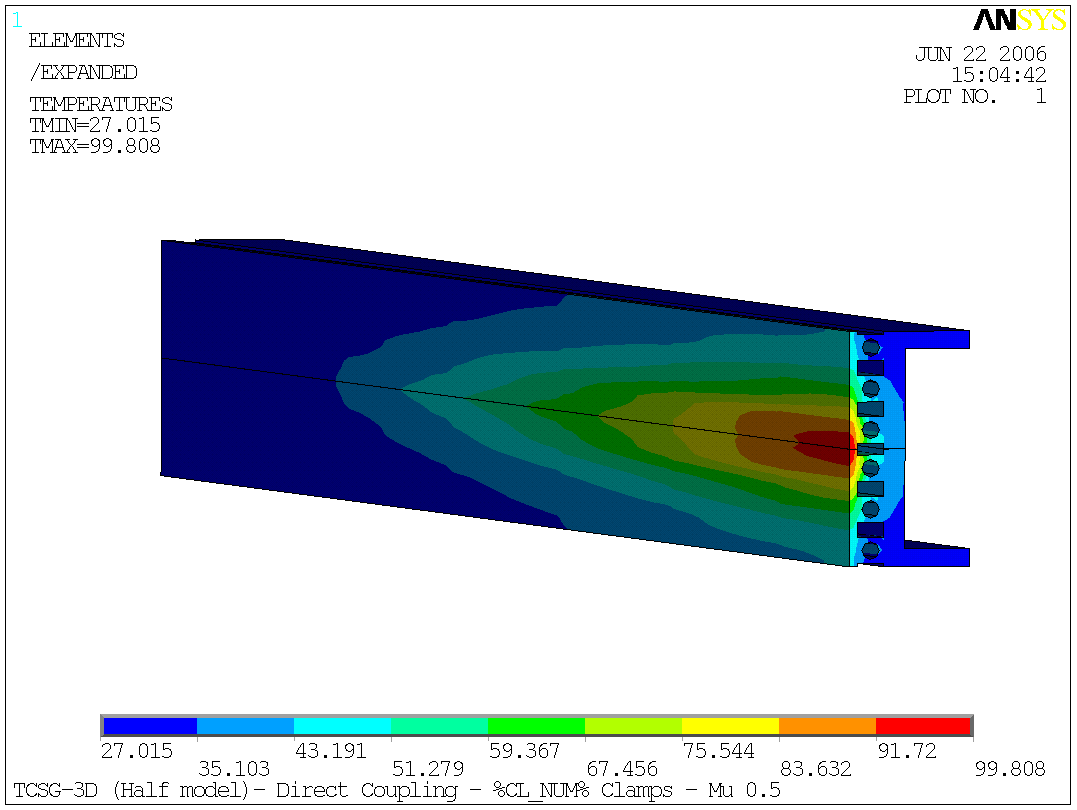 1
ANSYS
ELEMENTS
/EXPANDED
TEMPERATURES
TMIN=27.015
TMAX=99.808
JUN 22 2006
15:04:42
PLOT NO. 1
27.015 43.191 59.367 75.544 91.72
35.103 51.279 67.456 83.632 99.808
TCSG-3D (Half model)- Direct Coupling - %CL_NUM% Clamps - Mu 0.5